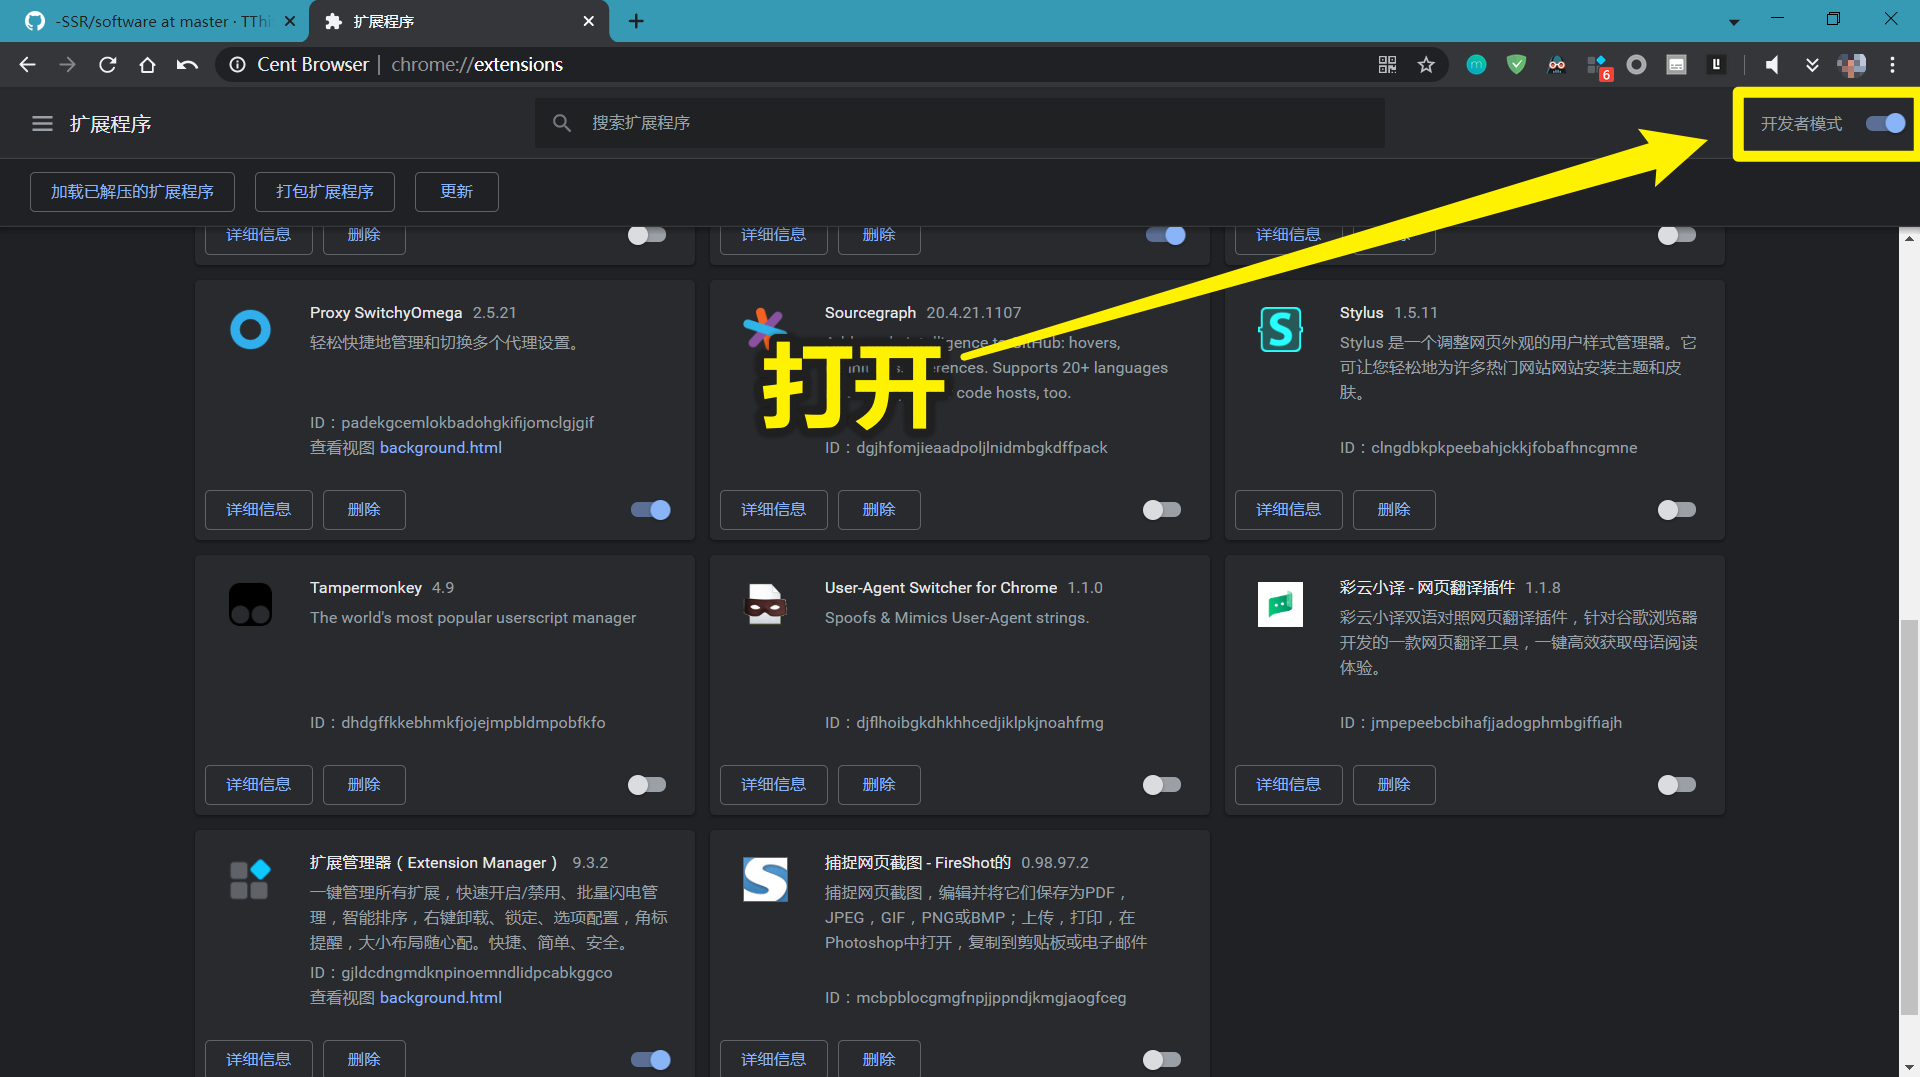 -SSR/software at master · TThi
扩展程序
Cent Browser | chrome://extensions
6
扩展程序
搜索扩展程序
开发者模式
加载已解压的扩展程序
打包扩展程序
更新
详细信息
删除
详细信息
删除
详细信息
Proxy SwitchyOmega 2.5.21
轻松快捷地管理和切换多个代理设置。
ID：padekgcemlokbadohgkifijomclgjgif
查看视图 background.html
详细信息
删除
Sourcegraph 20.4.21.1107
GitHub: hovers,
Supports 20+ languages
code hosts, too.
打开
ID：dgjhfomjieaadpoljlnidmbgkdffpack
详细信息
删除
Stylus 1.5.11
Stylus 是一个调整网页外观的用户样式管理器。它
可让您轻松地为许多热门网站网站安装主题和皮
肤。
ID：clngdbkpkpeebahjckkjfobafhncgmne
详细信息
删除
Tampermonkey 4.9
The world's most popular userscript manager
ID：dhdgffkkebhmkfjojejmpbldmpobfkfo
详细信息
删除
User-Agent Switcher for Chrome 1.1.0
Spoofs & Mimics User-Agent strings.
ID：djflhoibgkdhkhhcedjiklpkjnoahfmg
详细信息
删除
彩云小译 - 网页翻译插件 1.1.8
彩云小译双语对照网页翻译插件，针对谷歌浏览器
开发的一款网页翻译工具，一键高效获取母语阅读
体验。
ID：jmpepeebcbihafjjadogphmbgiffiajh
详细信息
删除
扩展管理器（Extension Manager） 9.3.2
一键管理所有扩展，快速开启/禁用、批量闪电管
理，智能排序，右键卸载、锁定、选项配置，角标
提醒，大小布局随心配。快捷、简单、安全。
ID：gjldcdngmdknpinoemndlidpcabkggco
查看视图 background.html
详细信息
删除
捕捉网页截图 - FireShot的 0.98.97.2
捕捉网页截图，编辑并将它们保存为PDF，
JPEG，GIF，PNG或BMP；上传，打印，在
Photoshop中打开，复制到剪贴板或电子邮件
ID：mcbpblocgmgfnpjjppndjkmgjaogfceg
详细信息
删除